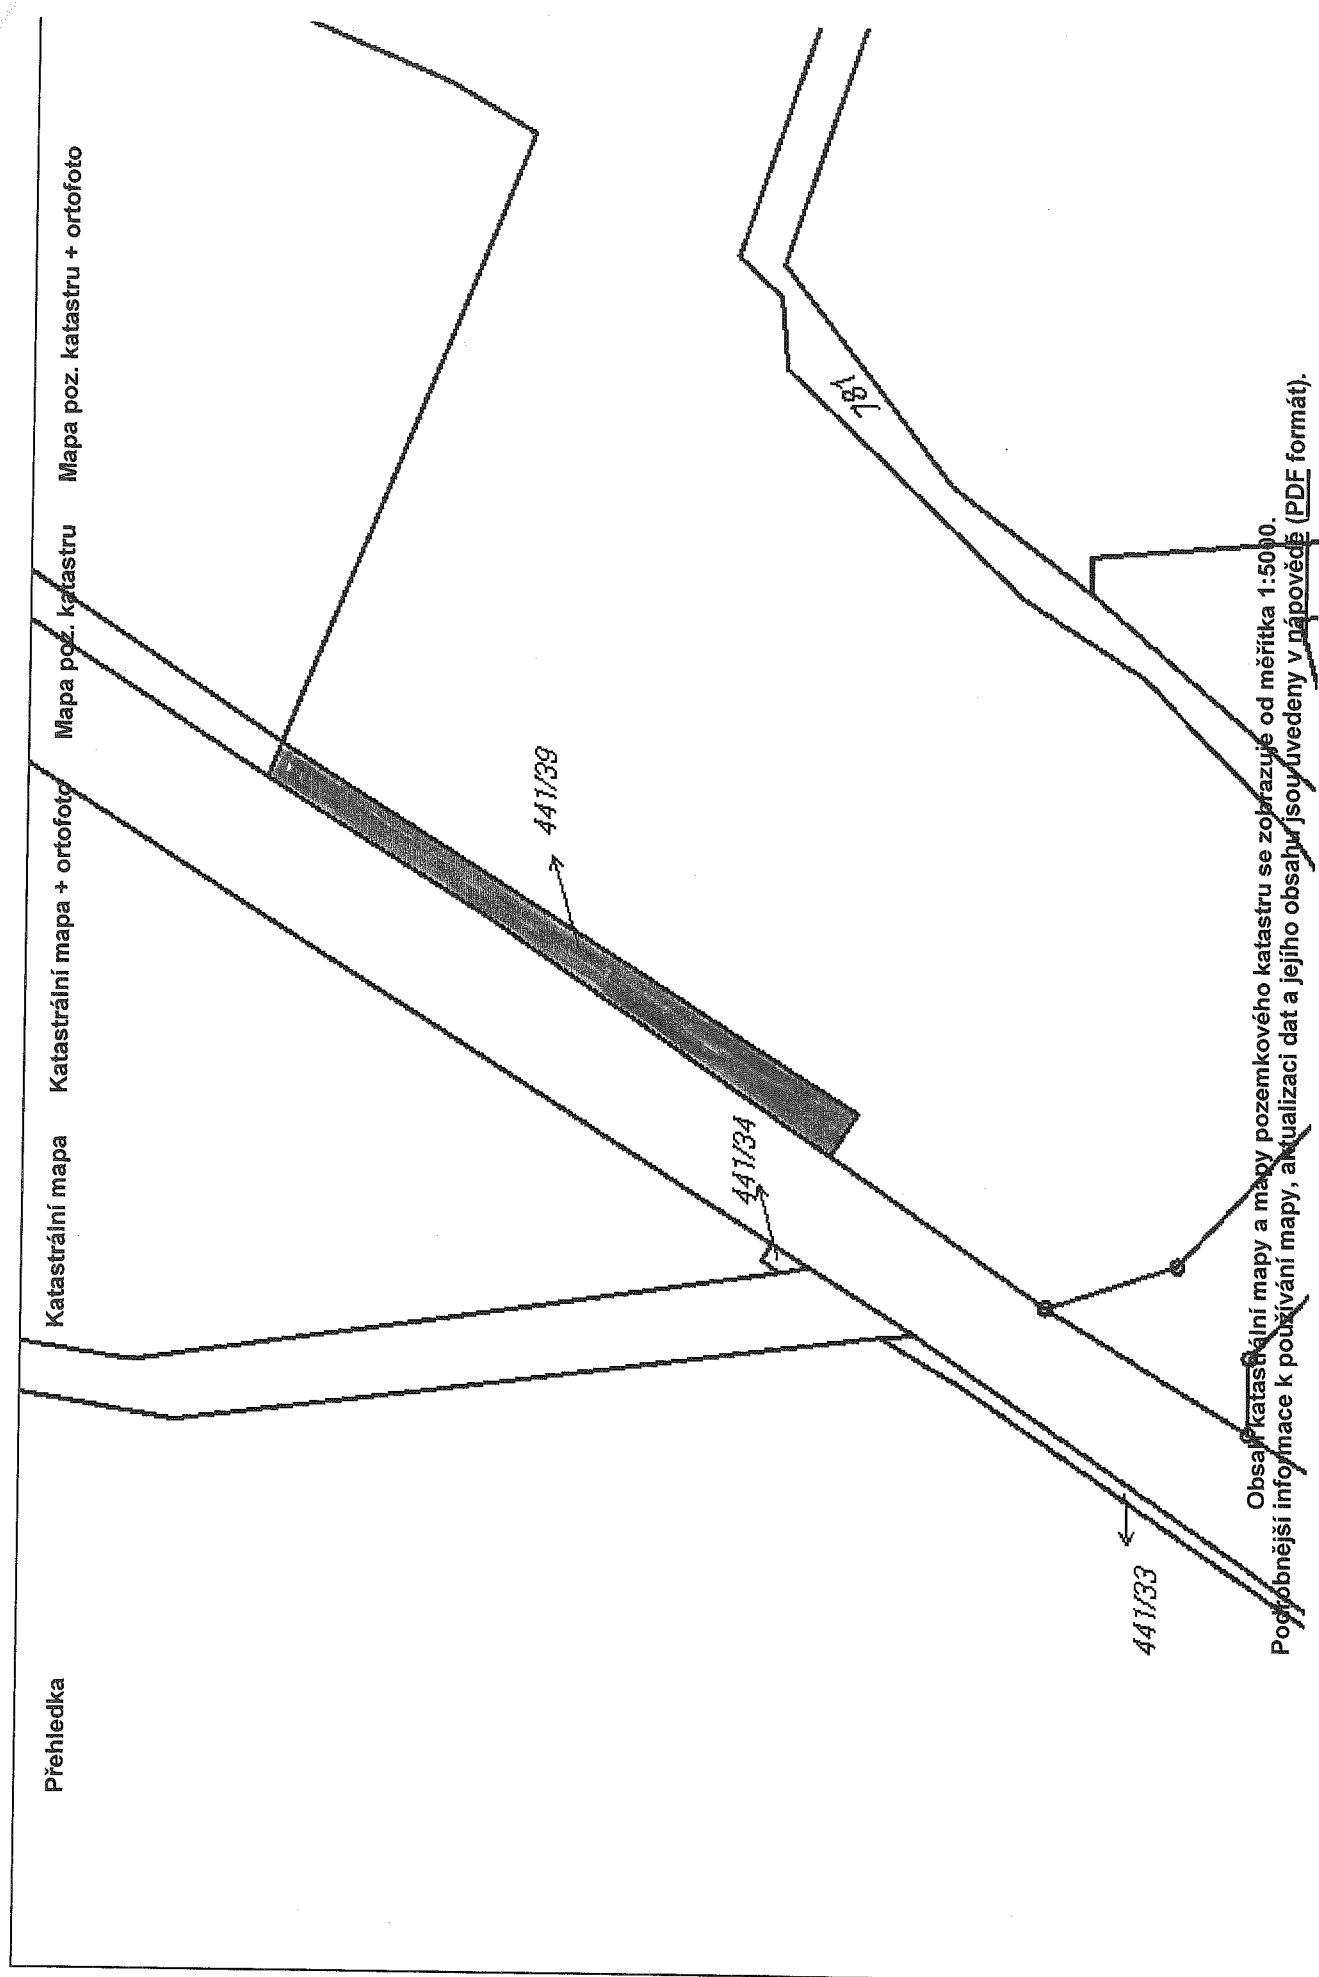 Přehledka Katastrální mapa Katastrální mapa + ortofoto Mapa poz. katastru Mapa poz. katastru + ortofoto
781
441/39
441/34
441/33
Obsah katastrální mapy a mapy pozemkového katastru se zobrazuje od měřítka 1:5000.
Podrobnější informace k používání mapy, aktualizaci dat a jejího obsahu jsou uvedeny v nápovědě (PDF formát).